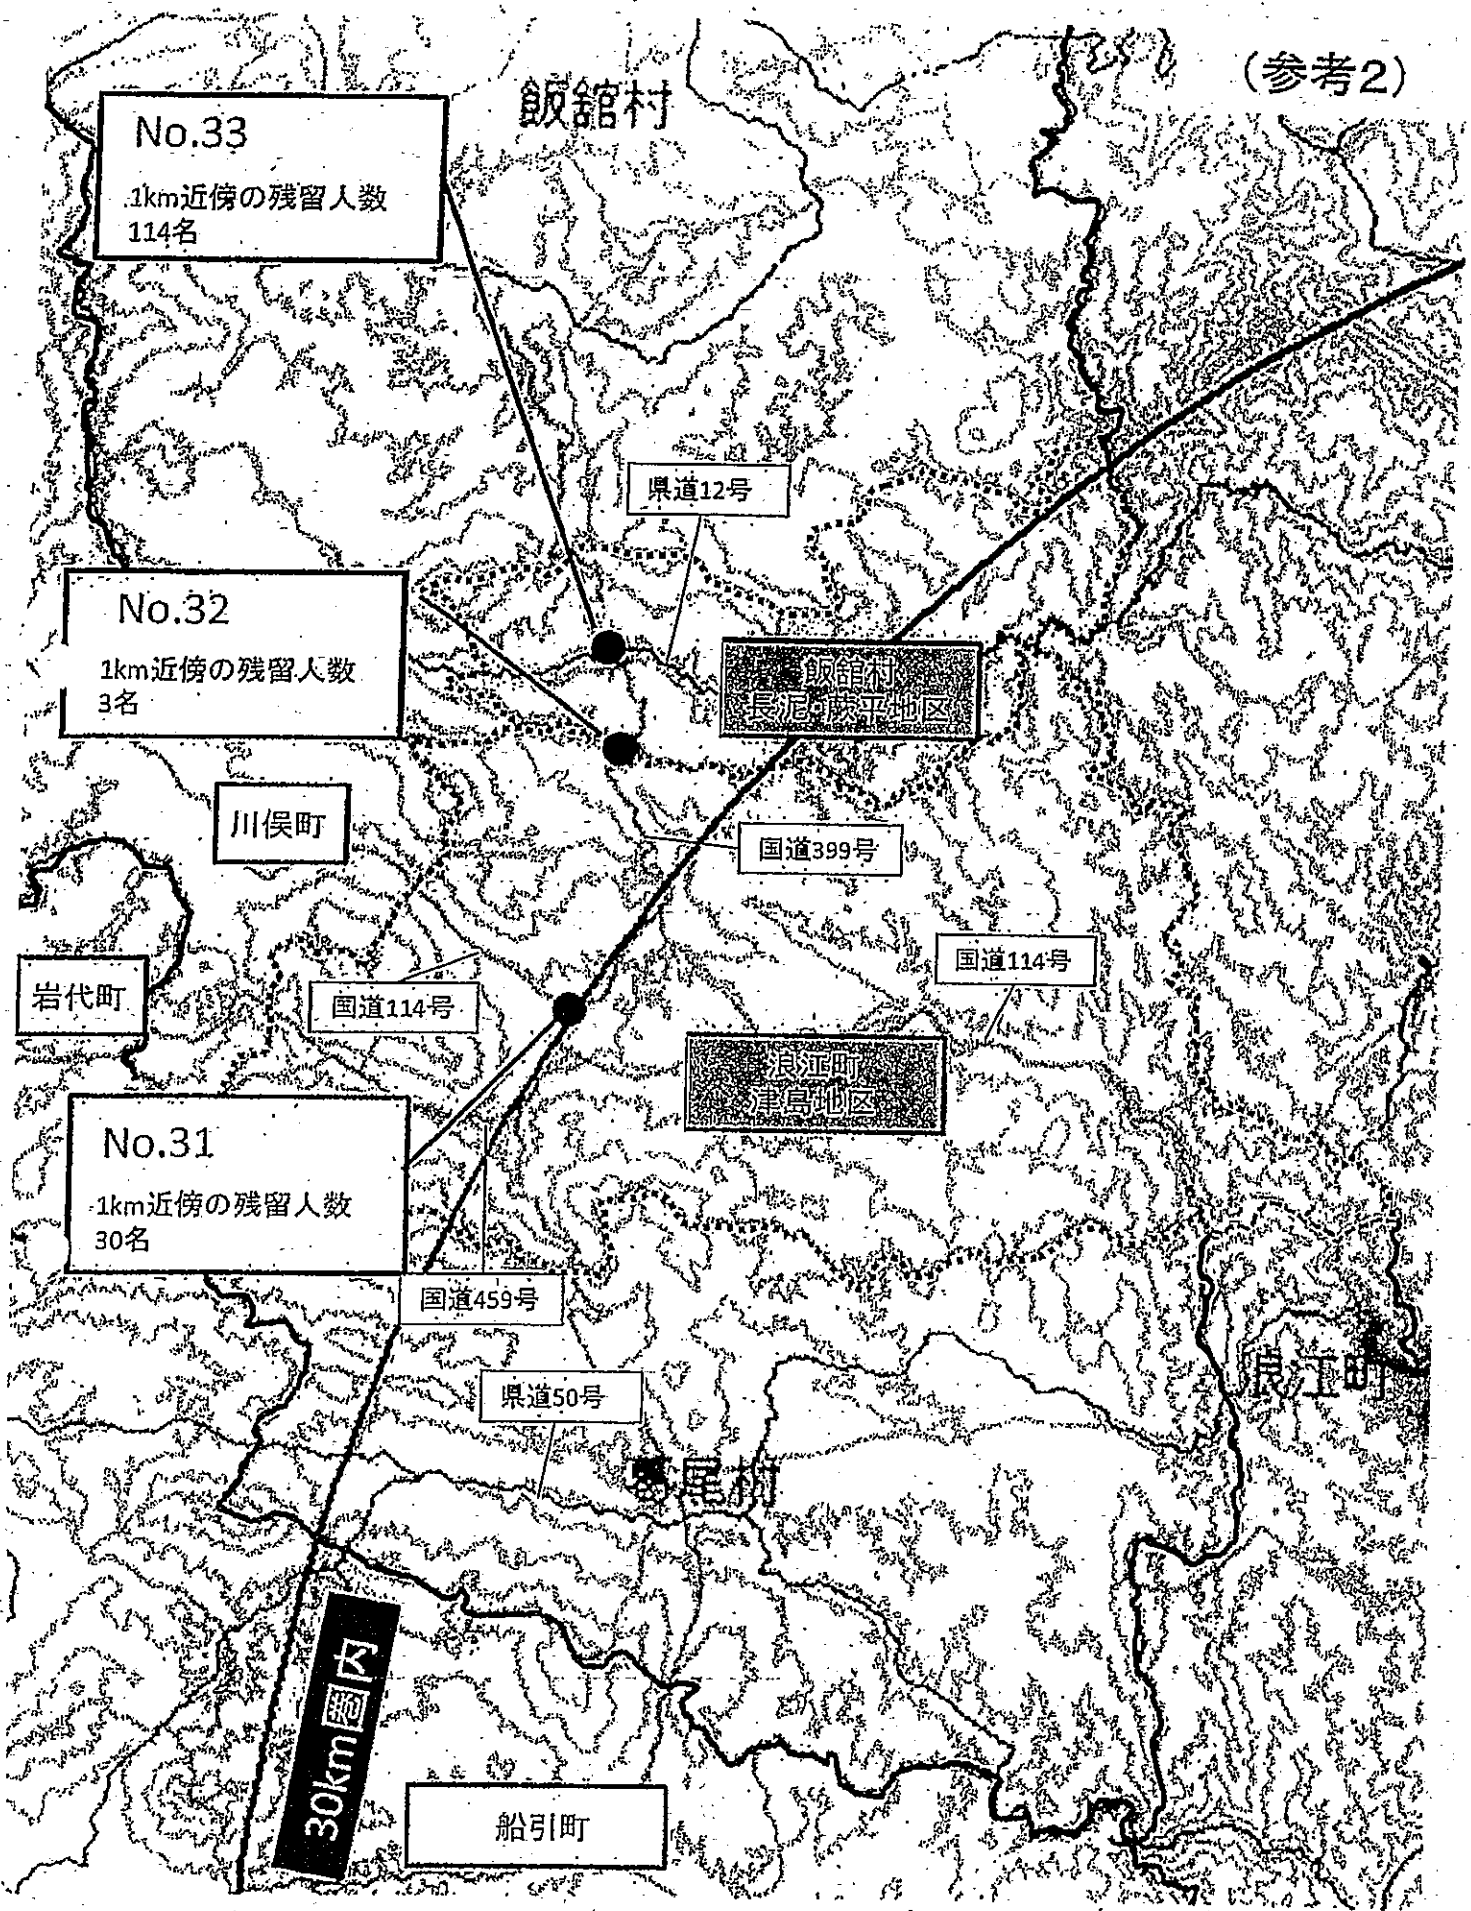 (参考2)
飯舘村
No.33
1km近傍の残留人数
114名
県道12号
No.32
1km近傍の残留人数
3名
飯舘村
長泥・蕨平地区
川俣町
国道399号
国道114号
岩代町
国道114号
浪江町
津島地区
No.31
1km近傍の残留人数
30名
国道459号
浪江町
県道50号
葛尾村
30km圏内
船引町